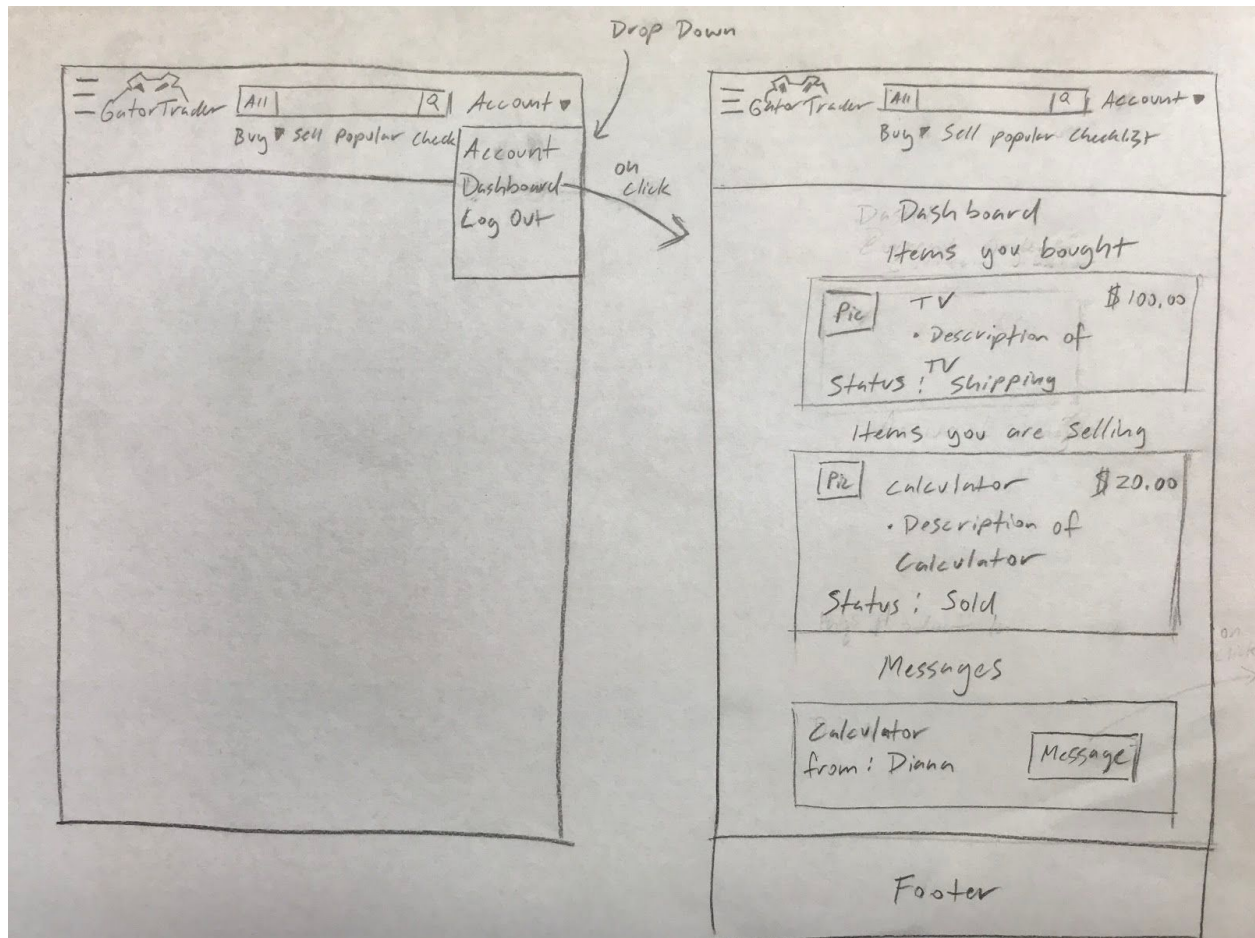 Drop Down
GatorTrader All Account
Buy Sell Popular Check
Account
Dashboard
Log Out
on
click
GatorTrader All Account
Buy Sell popular Checklist
Dashboard
Items you bought
Pic TV $100.00
• Description of
TV
Status: Shipping
Items you are Selling
Pic Calculator $20.00
• Description of
Calculator
Status: Sold
Messages
Calculator
from: Diana Message
on
click
Footer